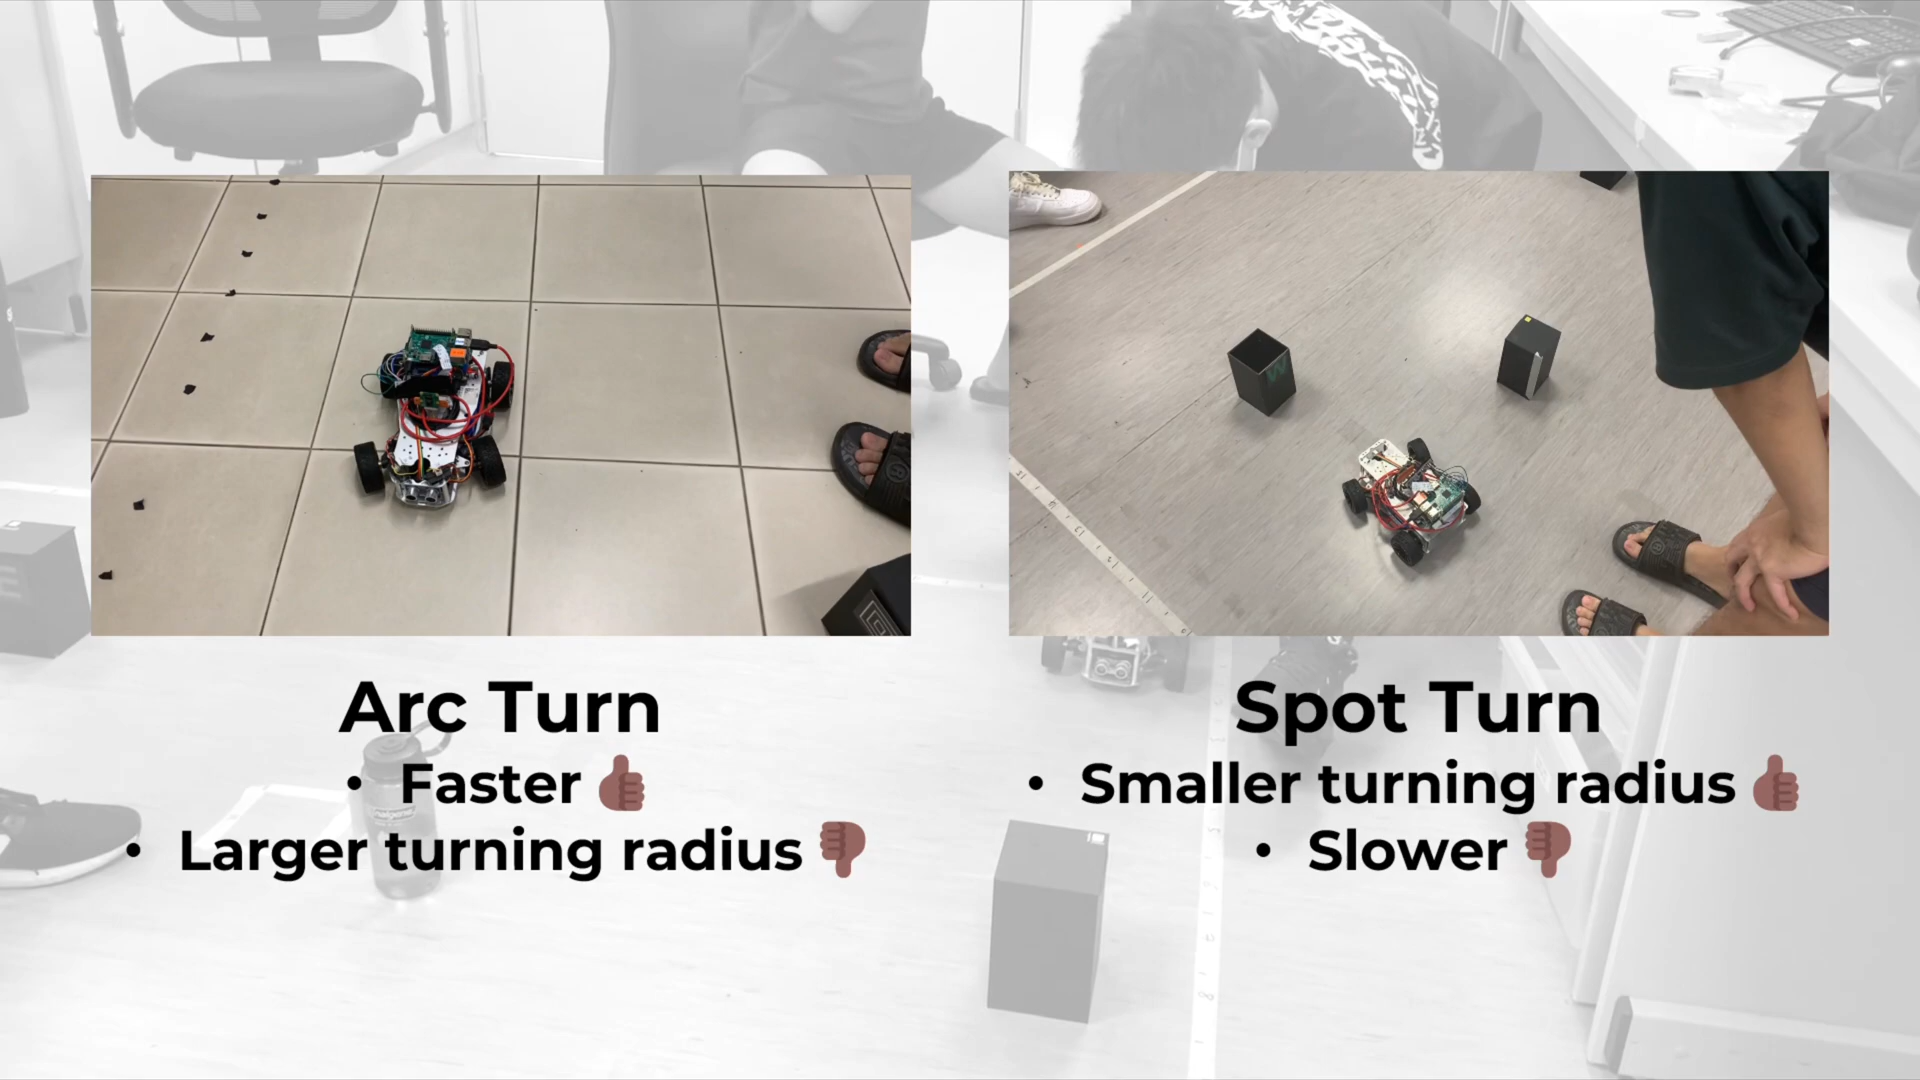 Arc Turn
• Faster 👍🏾
• Larger turning radius 👎🏾
Spot Turn
• Smaller turning radius 👍🏾
• Slower 👎🏾